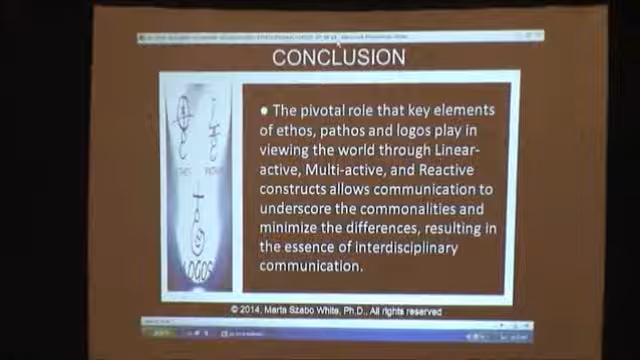 CONCLUSION
The pivotal role that key elements
of ethos, pathos and logos play in
viewing the world through Linear-
active, Multi-active, and Reactive
constructs allows communication to
underscore the commonalities and
minimize the differences, resulting in
the essence of interdisciplinary
communication.
LOGOS
© 2014, Marta Szabo White, Ph.D., All rights reserved